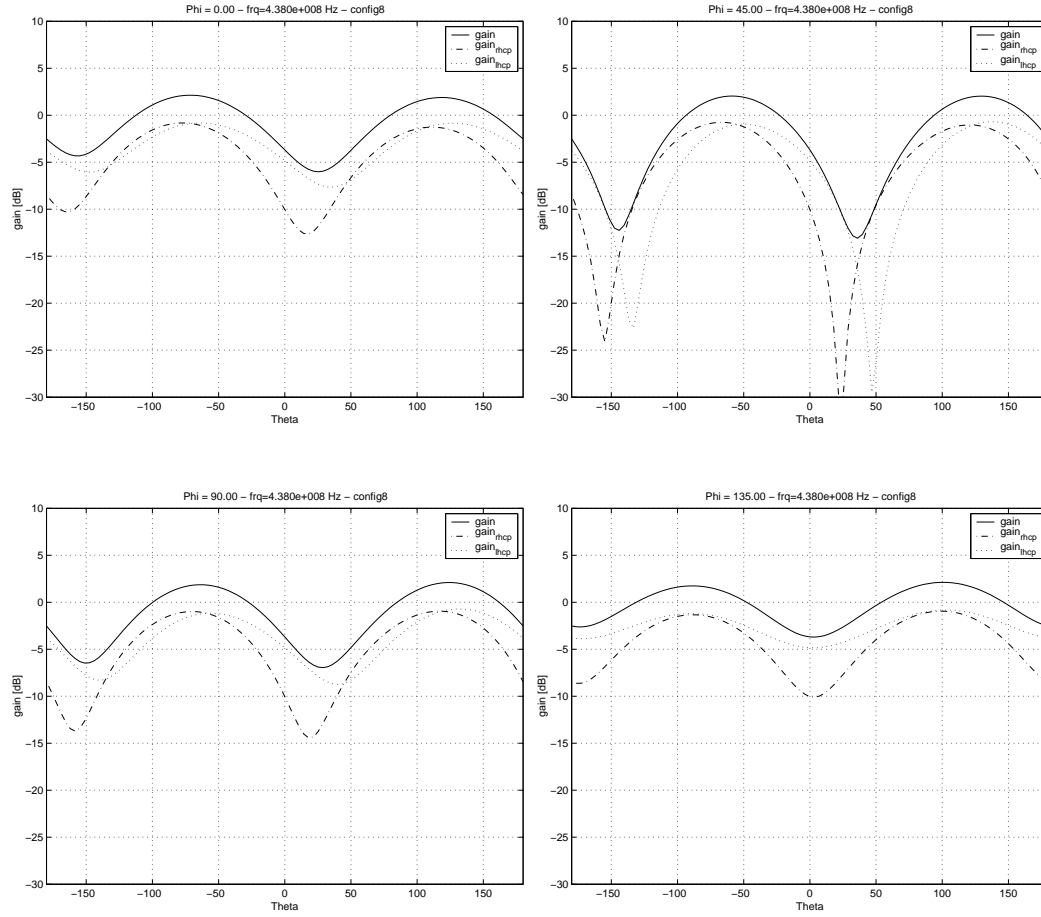 Phi = 0.00 − frq=4.380e+008 Hz − config8
10
5
0
−5
−10
−15
−20
−25
−30
gain [dB]
−150 −100 −50 0 50 100 150
Theta
gain
gain_rhcp
gain_lhcp
Phi = 45.00 − frq=4.380e+008 Hz − config8
10
5
0
−5
−10
−15
−20
−25
−30
gain [dB]
−150 −100 −50 0 50 100 150
Theta
gain
gain_rhcp
gain_lhcp
Phi = 90.00 − frq=4.380e+008 Hz − config8
10
5
0
−5
−10
−15
−20
−25
−30
gain [dB]
−150 −100 −50 0 50 100 150
Theta
gain
gain_rhcp
gain_lhcp
Phi = 135.00 − frq=4.380e+008 Hz − config8
10
5
0
−5
−10
−15
−20
−25
−30
gain [dB]
−150 −100 −50 0 50 100 150
Theta
gain
gain_rhcp
gain_lhcp